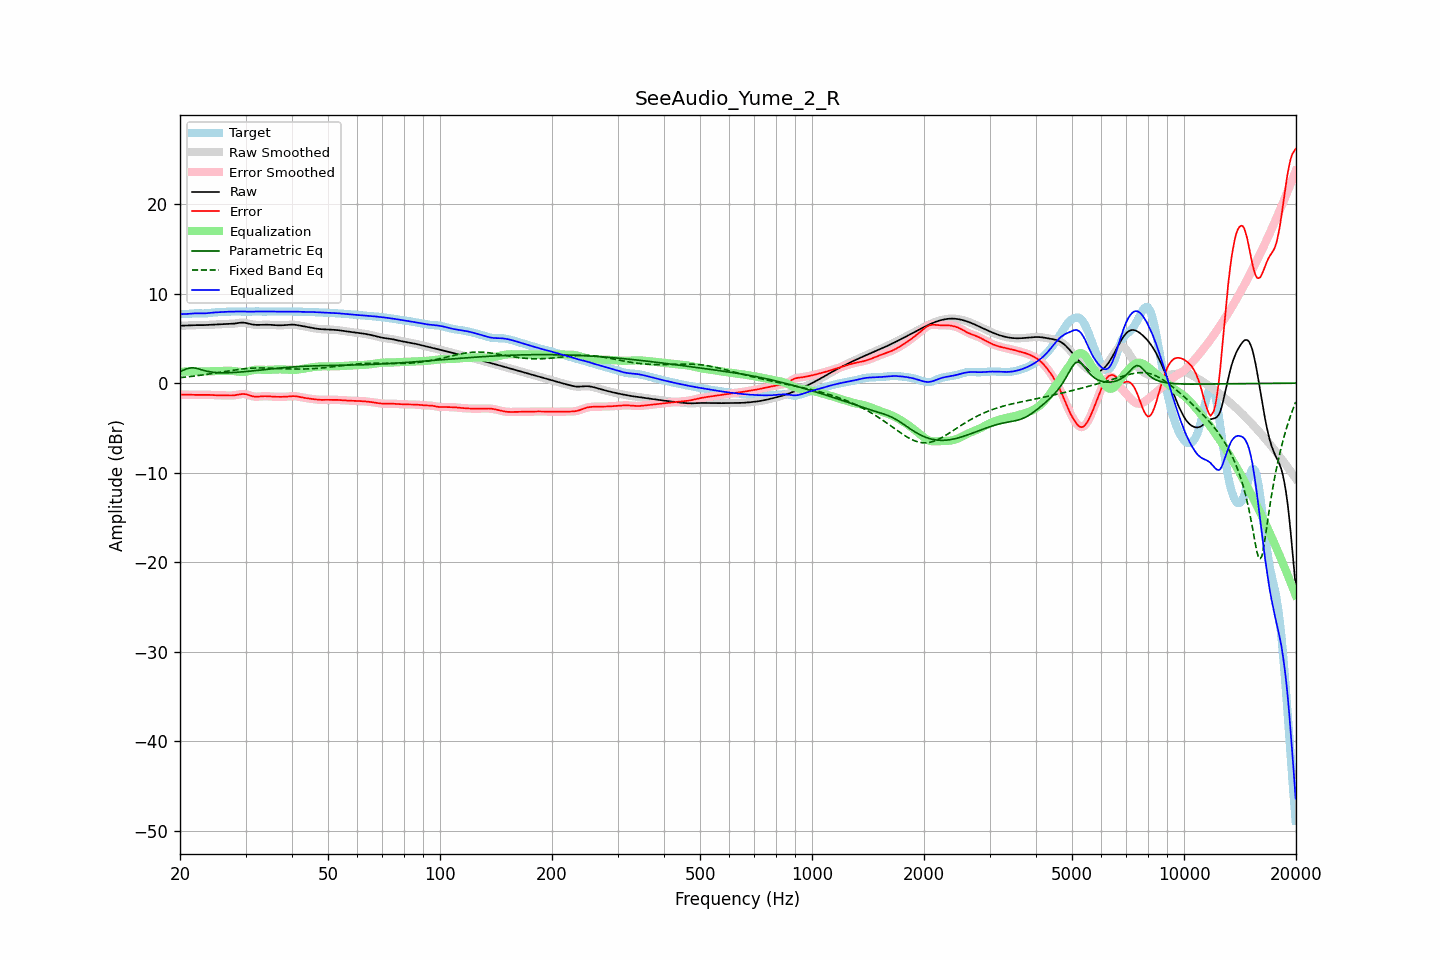 SeeAudio_Yume_2_R
Target
Raw Smoothed
Error Smoothed
Raw
Error
Equalization
Parametric Eq
Fixed Band Eq
Equalized
20
10
0
−10
−20
−30
−40
−50
Amplitude (dBr)
20 50 100 200 500 1000 2000 5000 10000 20000
Frequency (Hz)